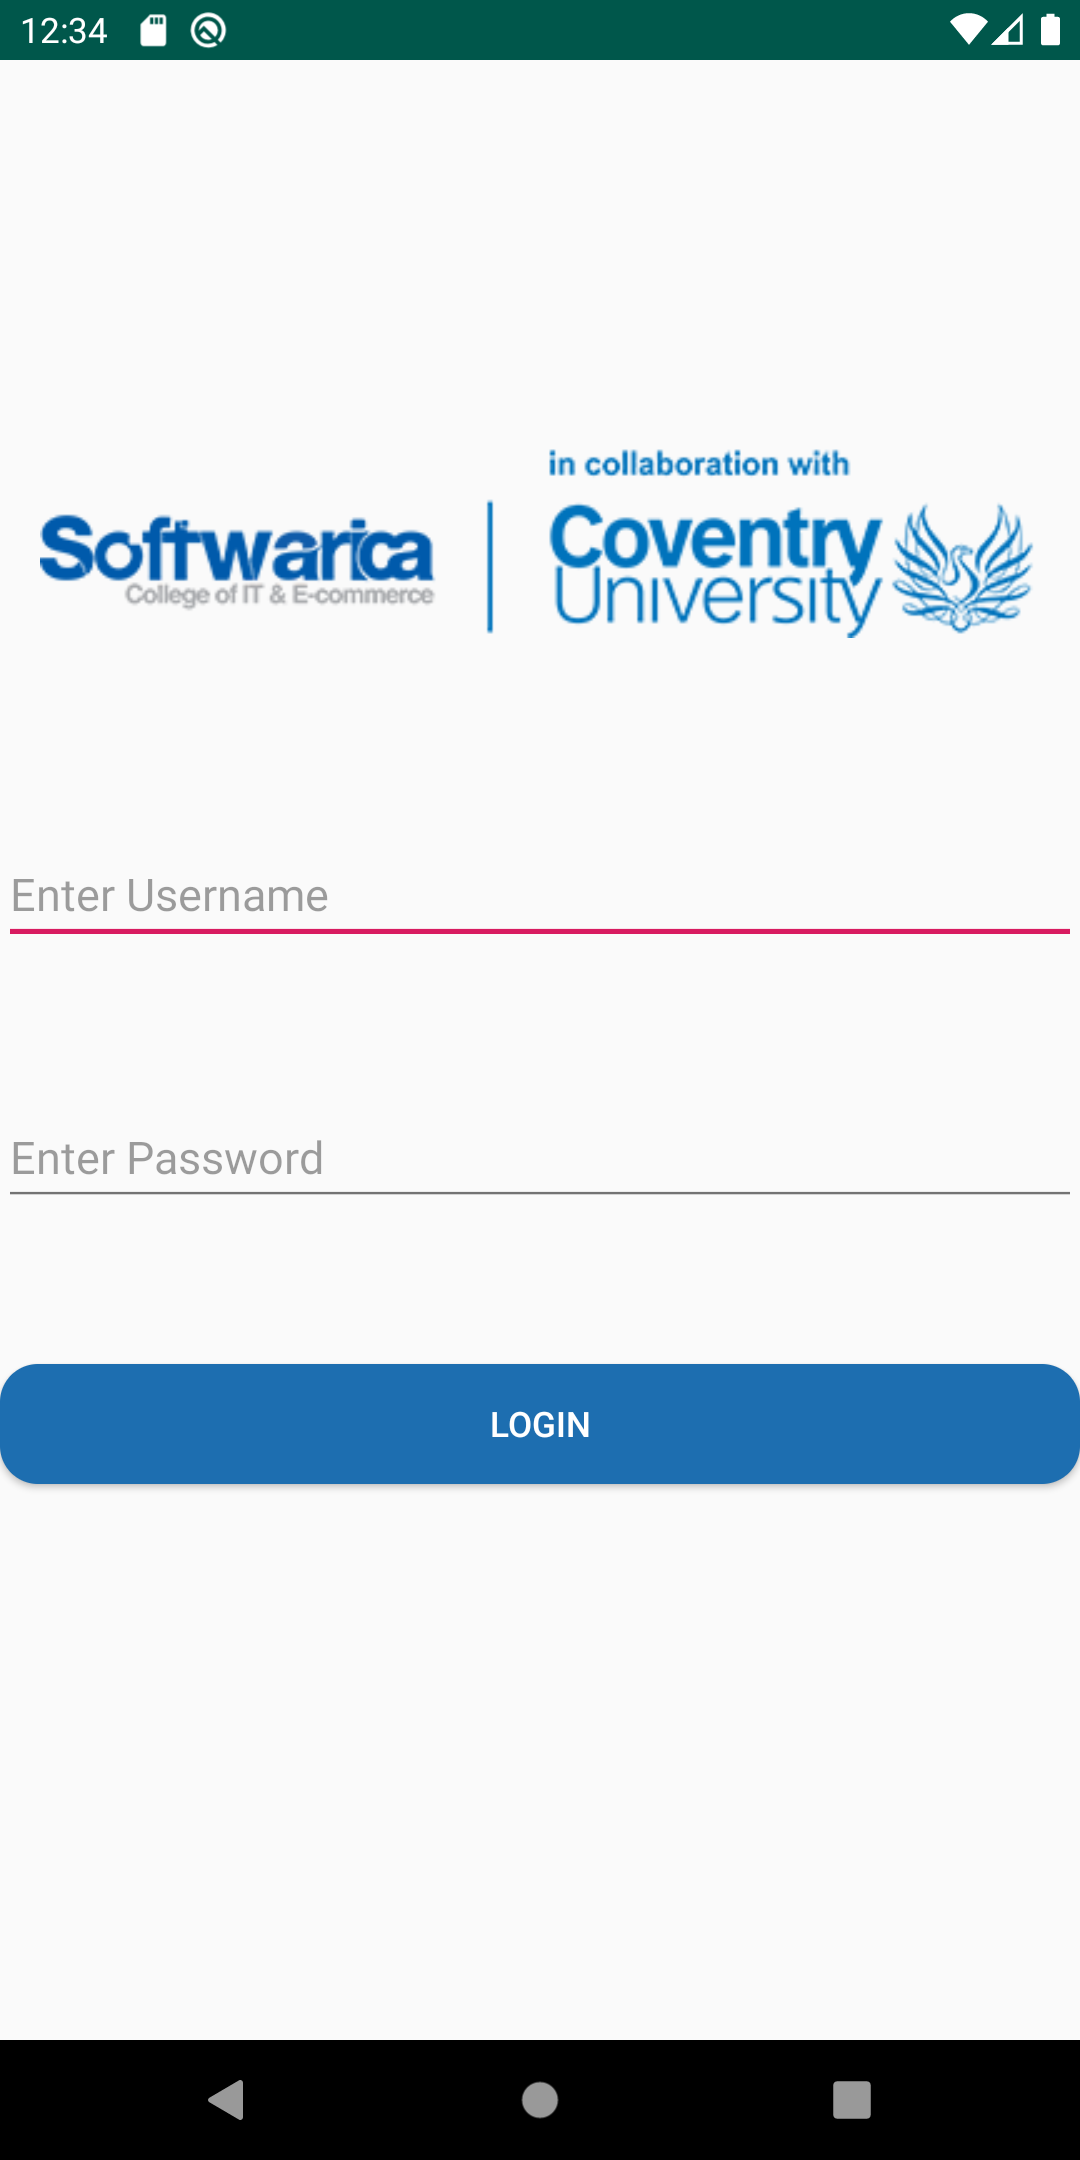 12:34
in collaboration with
Softwarica
College of IT & E-commerce
Coventry
University
Enter Username
Enter Password
LOGIN